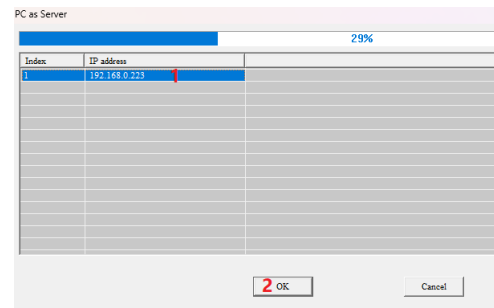 PC as Server
29%
Index IP address
1 192.168.0.223 1
2 OK Cancel